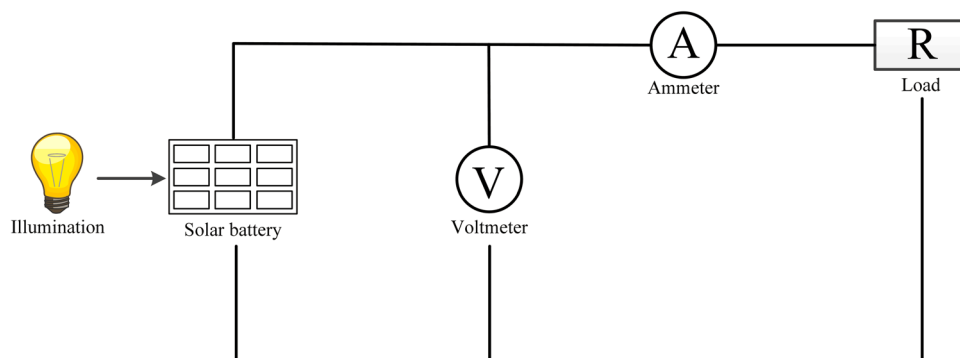 A
R
Ammeter
Load
V
Illumination
Solar battery
Voltmeter